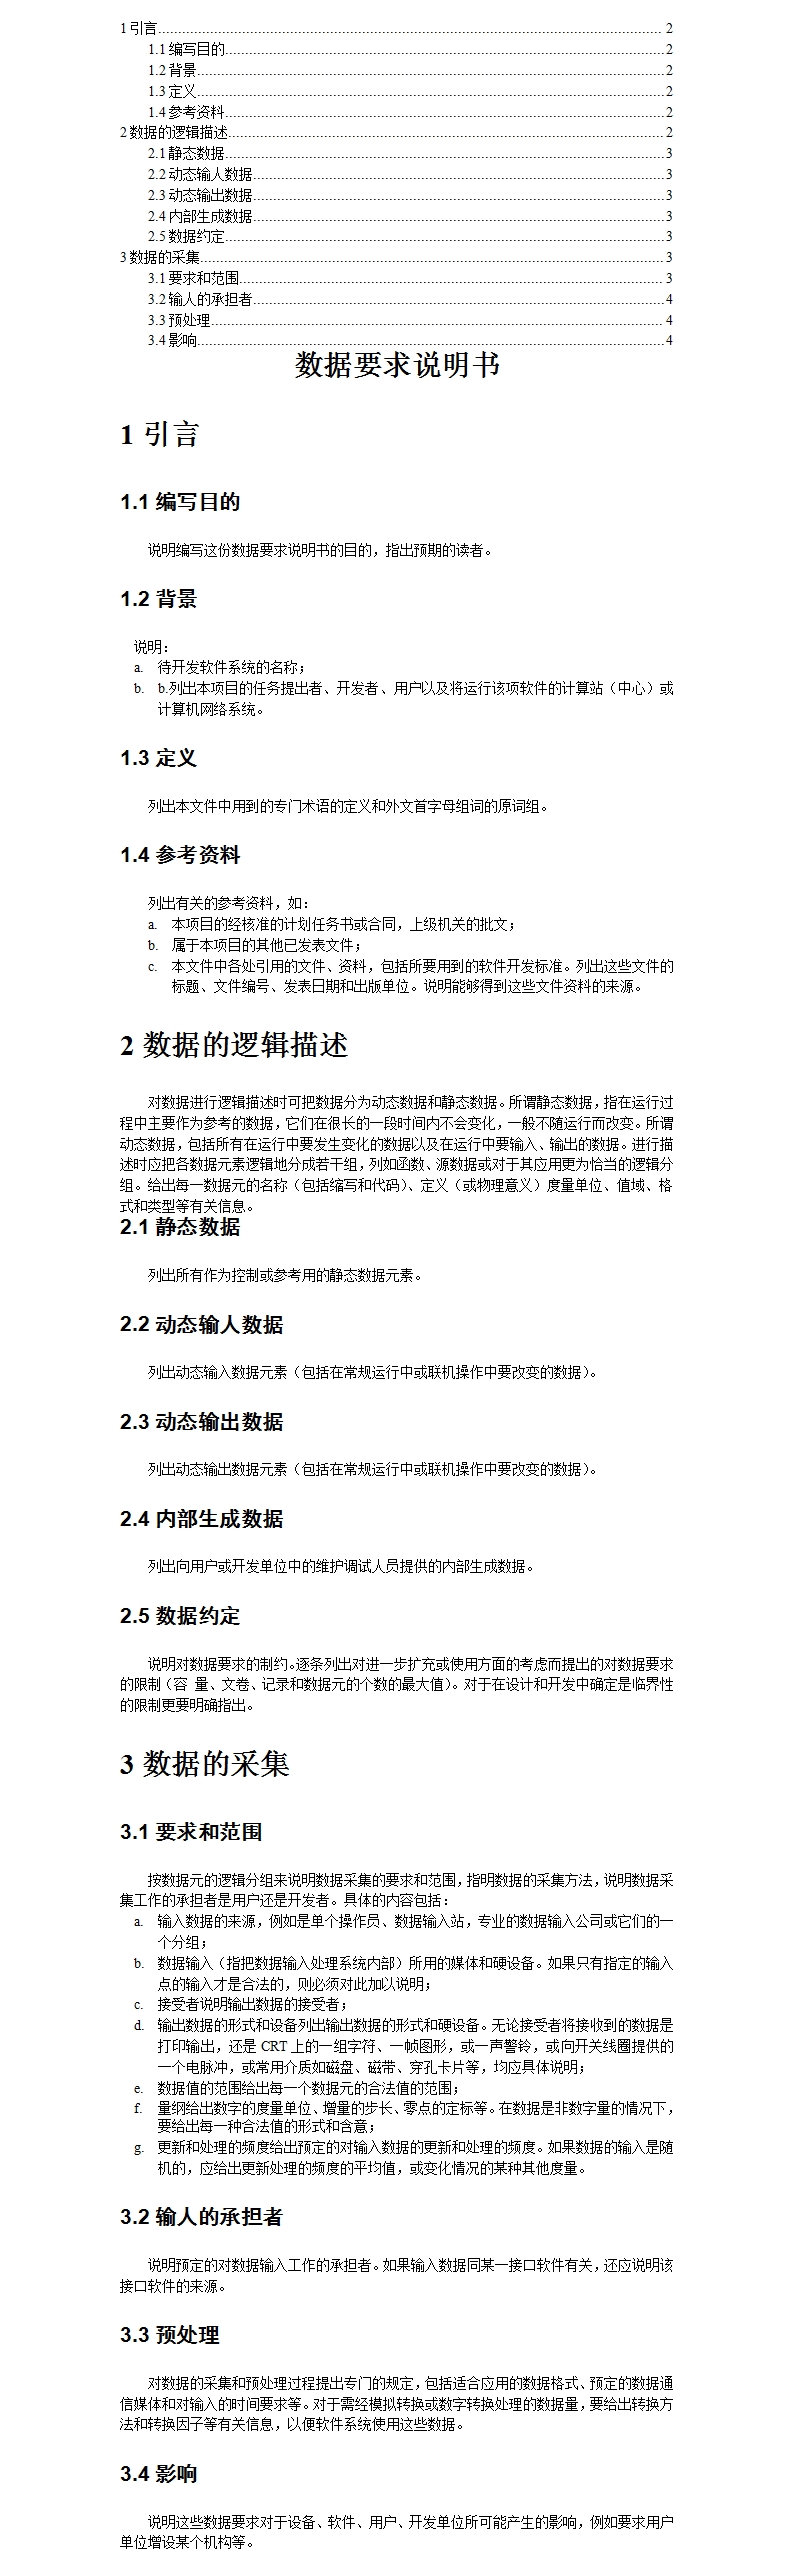 1 引言 2
1.1 编写目的 2
1.2 背景 2
1.3 定义 2
1.4 参考资料 2
2 数据的逻辑描述 2
2.1 静态数据 3
2.2 动态输人数据 3
2.3 动态输出数据 3
2.4 内部生成数据 3
2.5 数据约定 3
3 数据的采集 3
3.1 要求和范围 3
3.2 输人的承担者 4
3.3 预处理 4
3.4 影响 4
数据要求说明书
1 引言
1.1 编写目的
说明编写这份数据要求说明书的目的，指出预期的读者。
1.2 背景
说明：
a. 待开发软件系统的名称；
b. b.列出本项目的任务提出者、开发者、用户以及将运行该项软件的计算站（中心）或
计算机网络系统。
1.3 定义
列出本文件中用到的专门术语的定义和外文首字母组词的原词组。
1.4 参考资料
列出有关的参考资料，如：
a. 本项目的经核准的计划任务书或合同，上级机关的批文；
b. 属于本项目的其他已发表文件；
c. 本文件中各处引用的文件、资料，包括所要用到的软件开发标准。列出这些文件的
标题、文件编号、发表日期和出版单位。说明能够得到这些文件资料的来源。
2 数据的逻辑描述
对数据进行逻辑描述时可把数据分为动态数据和静态数据。所谓静态数据，指在运行过
程中主要作为参考的数据，它们在很长的一段时间内不会变化，一般不随运行而改变。所谓
动态数据，包括所有在运行中要发生变化的数据以及在运行中要输入、输出的数据。进行描
述时应把各数据元素逻辑地分成若干组，列如函数、源数据或对于其应用更为恰当的逻辑分
组。给出每一数据元的名称（包括缩写和代码）、定义（或物理意义）度量单位、值域、格
式和类型等有关信息。
2.1 静态数据
列出所有作为控制或参考用的静态数据元素。
2.2 动态输人数据
列出动态输入数据元素（包括在常规运行中或联机操作中要改变的数据）。
2.3 动态输出数据
列出动态输出数据元素（包括在常规运行中或联机操作中要改变的数据）。
2.4 内部生成数据
列出向用户或开发单位中的维护调试人员提供的内部生成数据。
2.5 数据约定
说明对数据要求的制约。逐条列出对进一步扩充或使用方面的考虑而提出的对数据要求
的限制（容 量、文卷、记录和数据元的个数的最大值）。对于在设计和开发中确定是临界性
的限制更要明确指出。
3 数据的采集
3.1 要求和范围
按数据元的逻辑分组来说明数据采集的要求和范围，指明数据的采集方法，说明数据采
集工作的承担者是用户还是开发者。具体的内容包括：
a. 输入数据的来源，例如是单个操作员、数据输入站，专业的数据输入公司或它们的一
个分组；
b. 数据输入（指把数据输入处理系统内部）所用的媒体和硬设备。如果只有指定的输入
点的输入才是合法的，则必须对此加以说明；
c. 接受者说明输出数据的接受者；
d. 输出数据的形式和设备列出输出数据的形式和硬设备。无论接受者将接收到的数据是
打印输出，还是 CRT 上的一组字符、一帧图形，或一声警铃，或向开关线圈提供的
一个电脉冲，或常用介质如磁盘、磁带、穿孔卡片等，均应具体说明；
e. 数据值的范围给出每一个数据元的合法值的范围；
f. 量纲给出数字的度量单位、增量的步长、零点的定标等。在数据是非数字量的情况下，
要给出每一种合法值的形式和含意；
g. 更新和处理的频度给出预定的对输入数据的更新和处理的频度。如果数据的输入是随
机的，应给出更新处理的频度的平均值，或变化情况的某种其他度量。
3.2 输人的承担者
说明预定的对数据输入工作的承担者。如果输入数据同某一接口软件有关，还应说明该
接口软件的来源。
3.3 预处理
对数据的采集和预处理过程提出专门的规定，包括适合应用的数据格式、预定的数据通
信媒体和对输入的时间要求等。对于需经模拟转换或数字转换处理的数据量，要给出转换方
法和转换因子等有关信息，以便软件系统使用这些数据。
3.4 影响
说明这些数据要求对于设备、软件、用户、开发单位所可能产生的影响，例如要求用户
单位增设某个机构等。